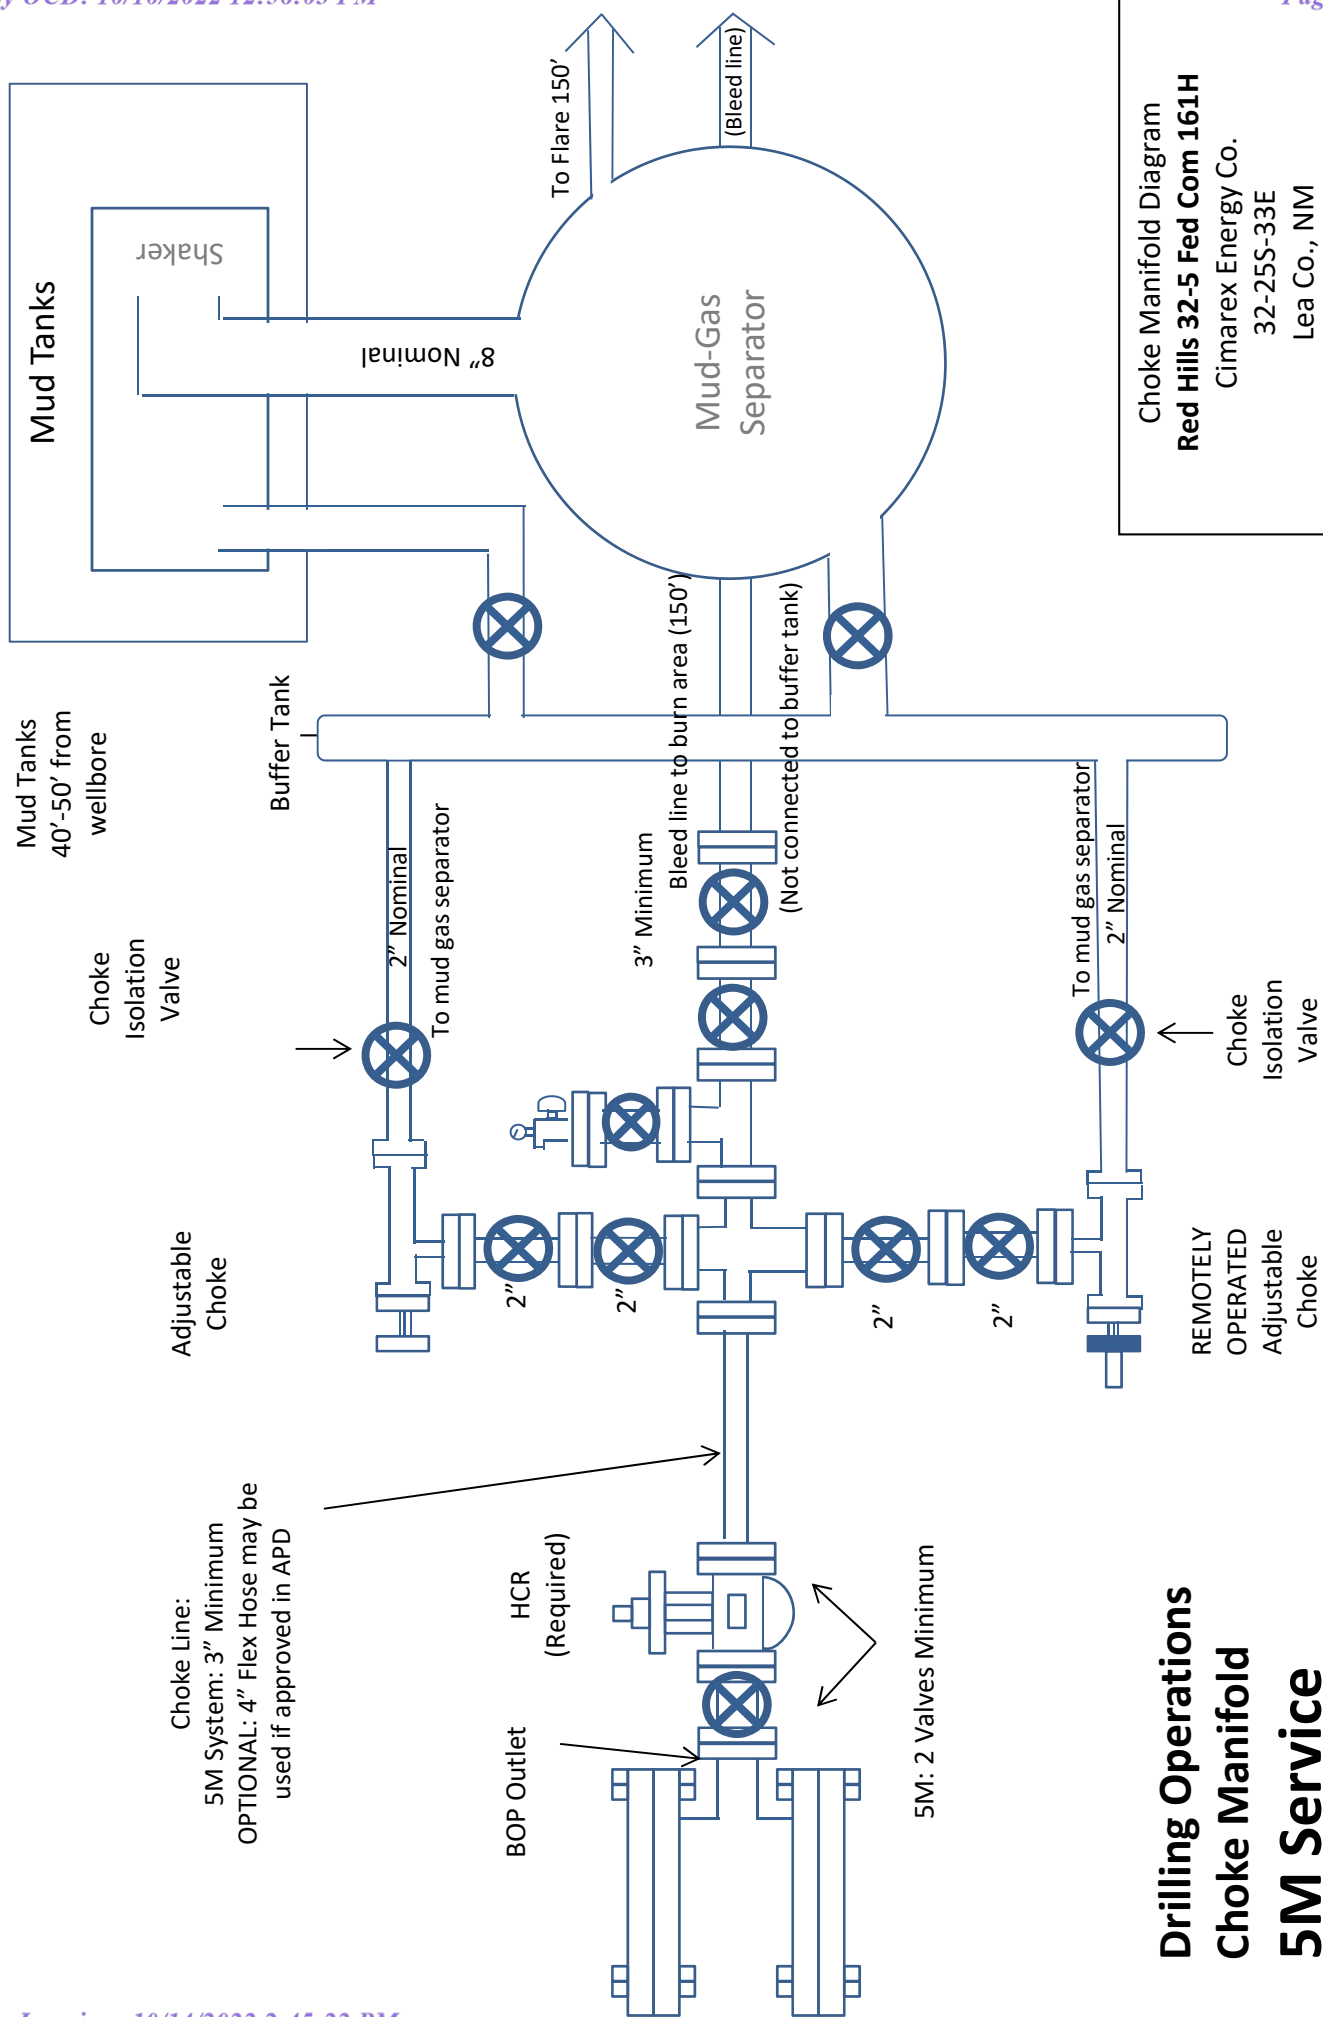 Mud Tanks
Shaker
8” Nominal
To Flare 150’
(Bleed line)
Mud-Gas
Separator
Mud Tanks
40’-50’ from
wellbore
Buffer Tank
Choke
Isolation
Valve
2” Nominal
To mud gas separator
3” Minimum
Bleed line to burn area (150’)
(Not connected to buffer tank)
To mud gas separator
2” Nominal
Choke
Isolation
Valve
Adjustable
Choke
2”
2”
2”
2”
REMOTELY
OPERATED
Adjustable
Choke
Choke Line:
5M System: 3” Minimum
OPTIONAL: 4” Flex Hose may be
used if approved in APD
HCR
(Required)
BOP Outlet
5M: 2 Valves Minimum
Drilling Operations
Choke Manifold
5M Service
Choke Manifold Diagram
Red Hills 32-5 Fed Com 161H
Cimarex Energy Co.
32-25S-33E
Lea Co., NM